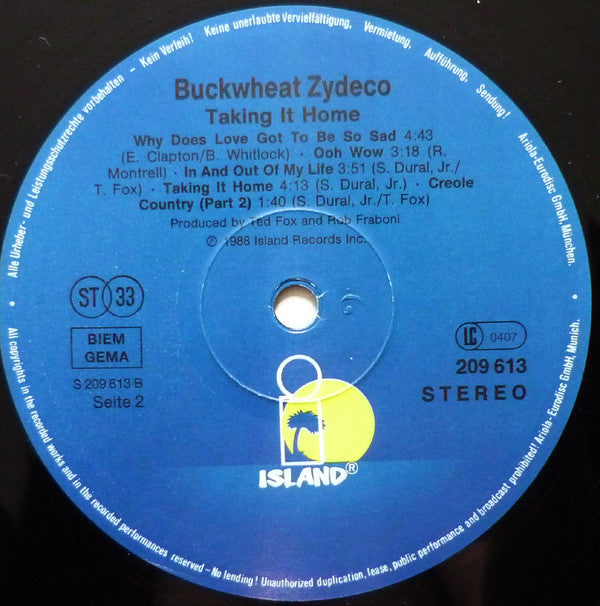 Alle Urheber- und Leistungsschutzrechte vorbehalten – Kein Verleih! Keine unerlaubte Vervielfältigung, Vermietung, Aufführung, Sendung!
Ariola-Eurodisc GmbH, München.
Buckwheat Zydeco
Taking It Home
Why Does Love Got To Be So Sad 4:43
(E. Clapton/B. Whitlock) · Ooh Wow 3:18 (R.
Montrell) · In And Out Of My Life 3:51 (S. Dural, Jr./
T. Fox) · Taking It Home 4:13 (S. Dural, Jr.) · Creole
Country (Part 2) 1:40 (S. Dural, Jr./T. Fox)
Produced by Ted Fox and Rob Fraboni
℗ 1988 Island Records Inc.
ST 33
BIEM
GEMA
S 209 613 B
Seite 2
LC 0407
209 613
STEREO
ISLAND®
All copyrights in the recorded works and in the recorded performances reserved – No lending! Unauthorized duplication, lease, public performance and broadcast prohibited! Ariola-Eurodisc GmbH, Munich.